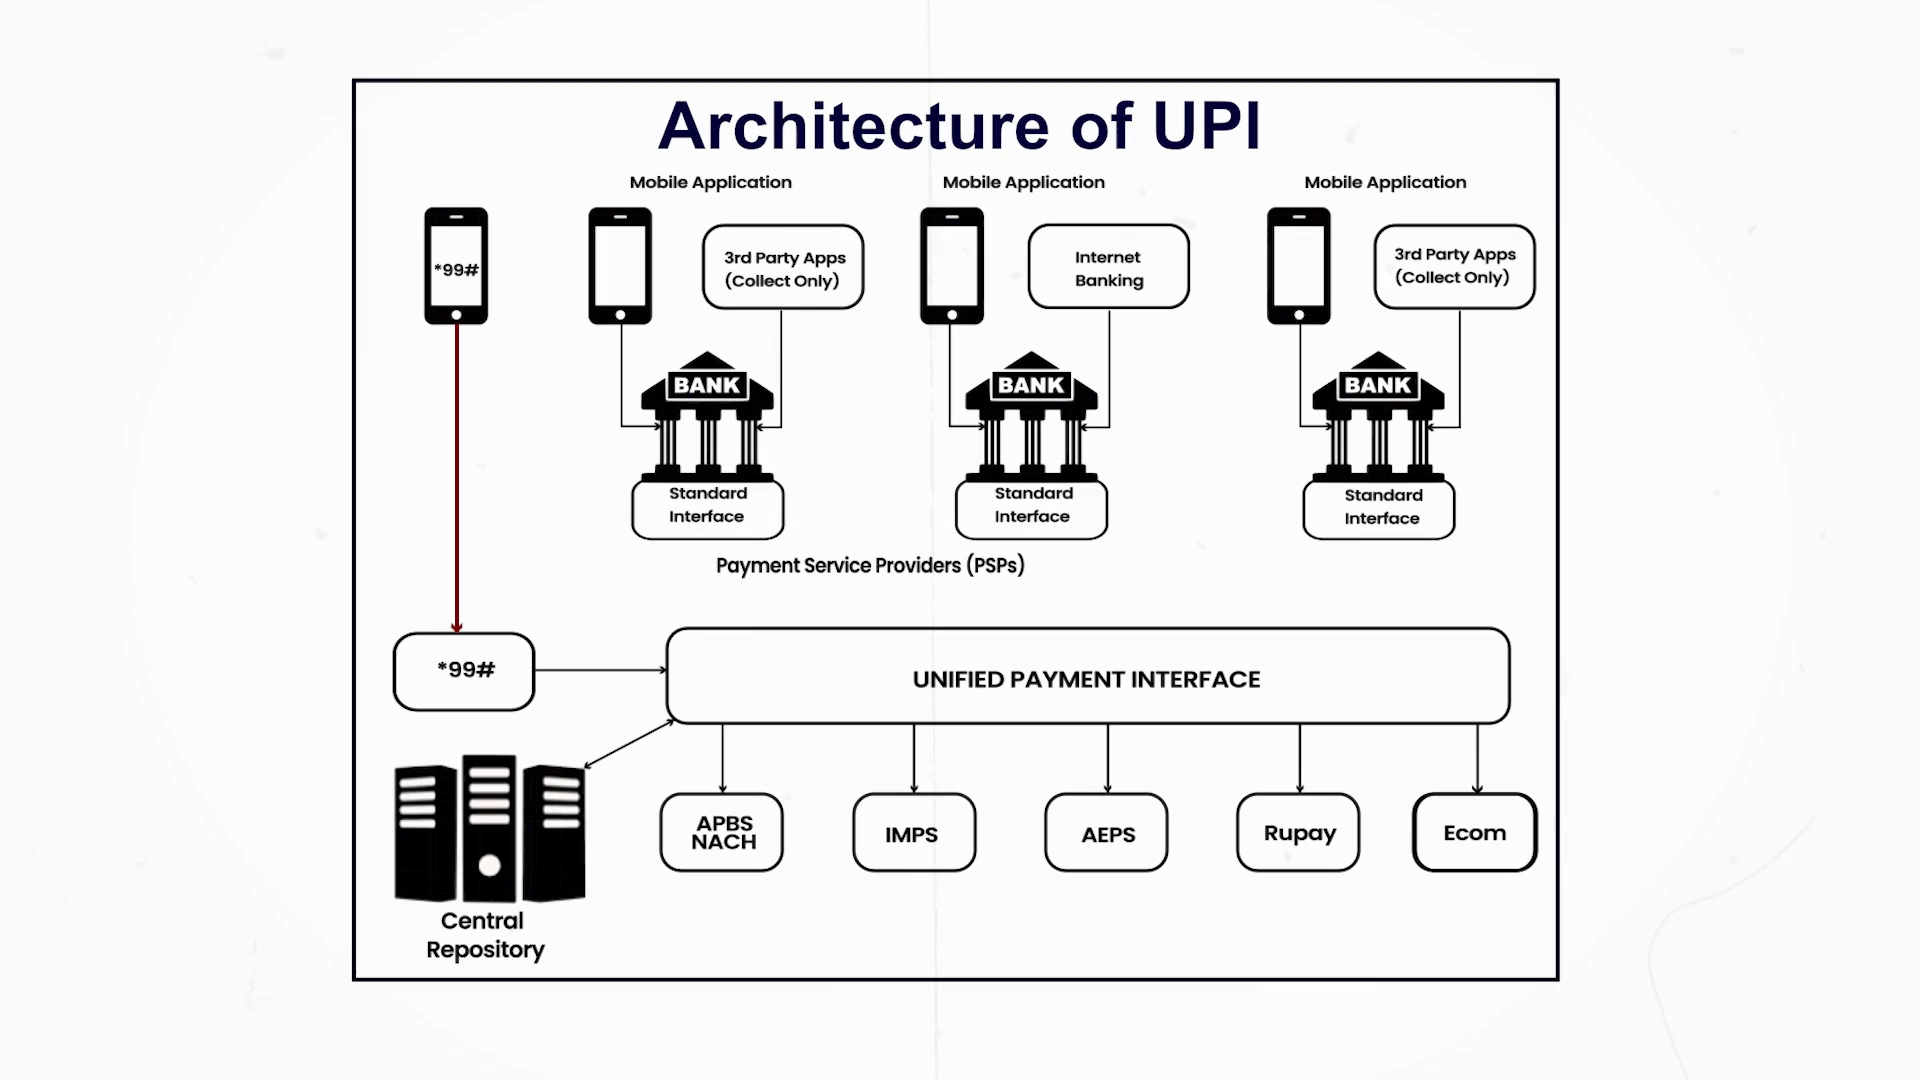 Architecture of UPI
Mobile Application
Mobile Application
Mobile Application
*99#
3rd Party Apps
(Collect Only)
Internet
Banking
3rd Party Apps
(Collect Only)
BANK
BANK
BANK
Standard
Interface
Standard
Interface
Standard
Interface
Payment Service Providers (PSPs)
*99#
UNIFIED PAYMENT INTERFACE
APBS
NACH
IMPS
AEPS
Rupay
Ecom
Central
Repository